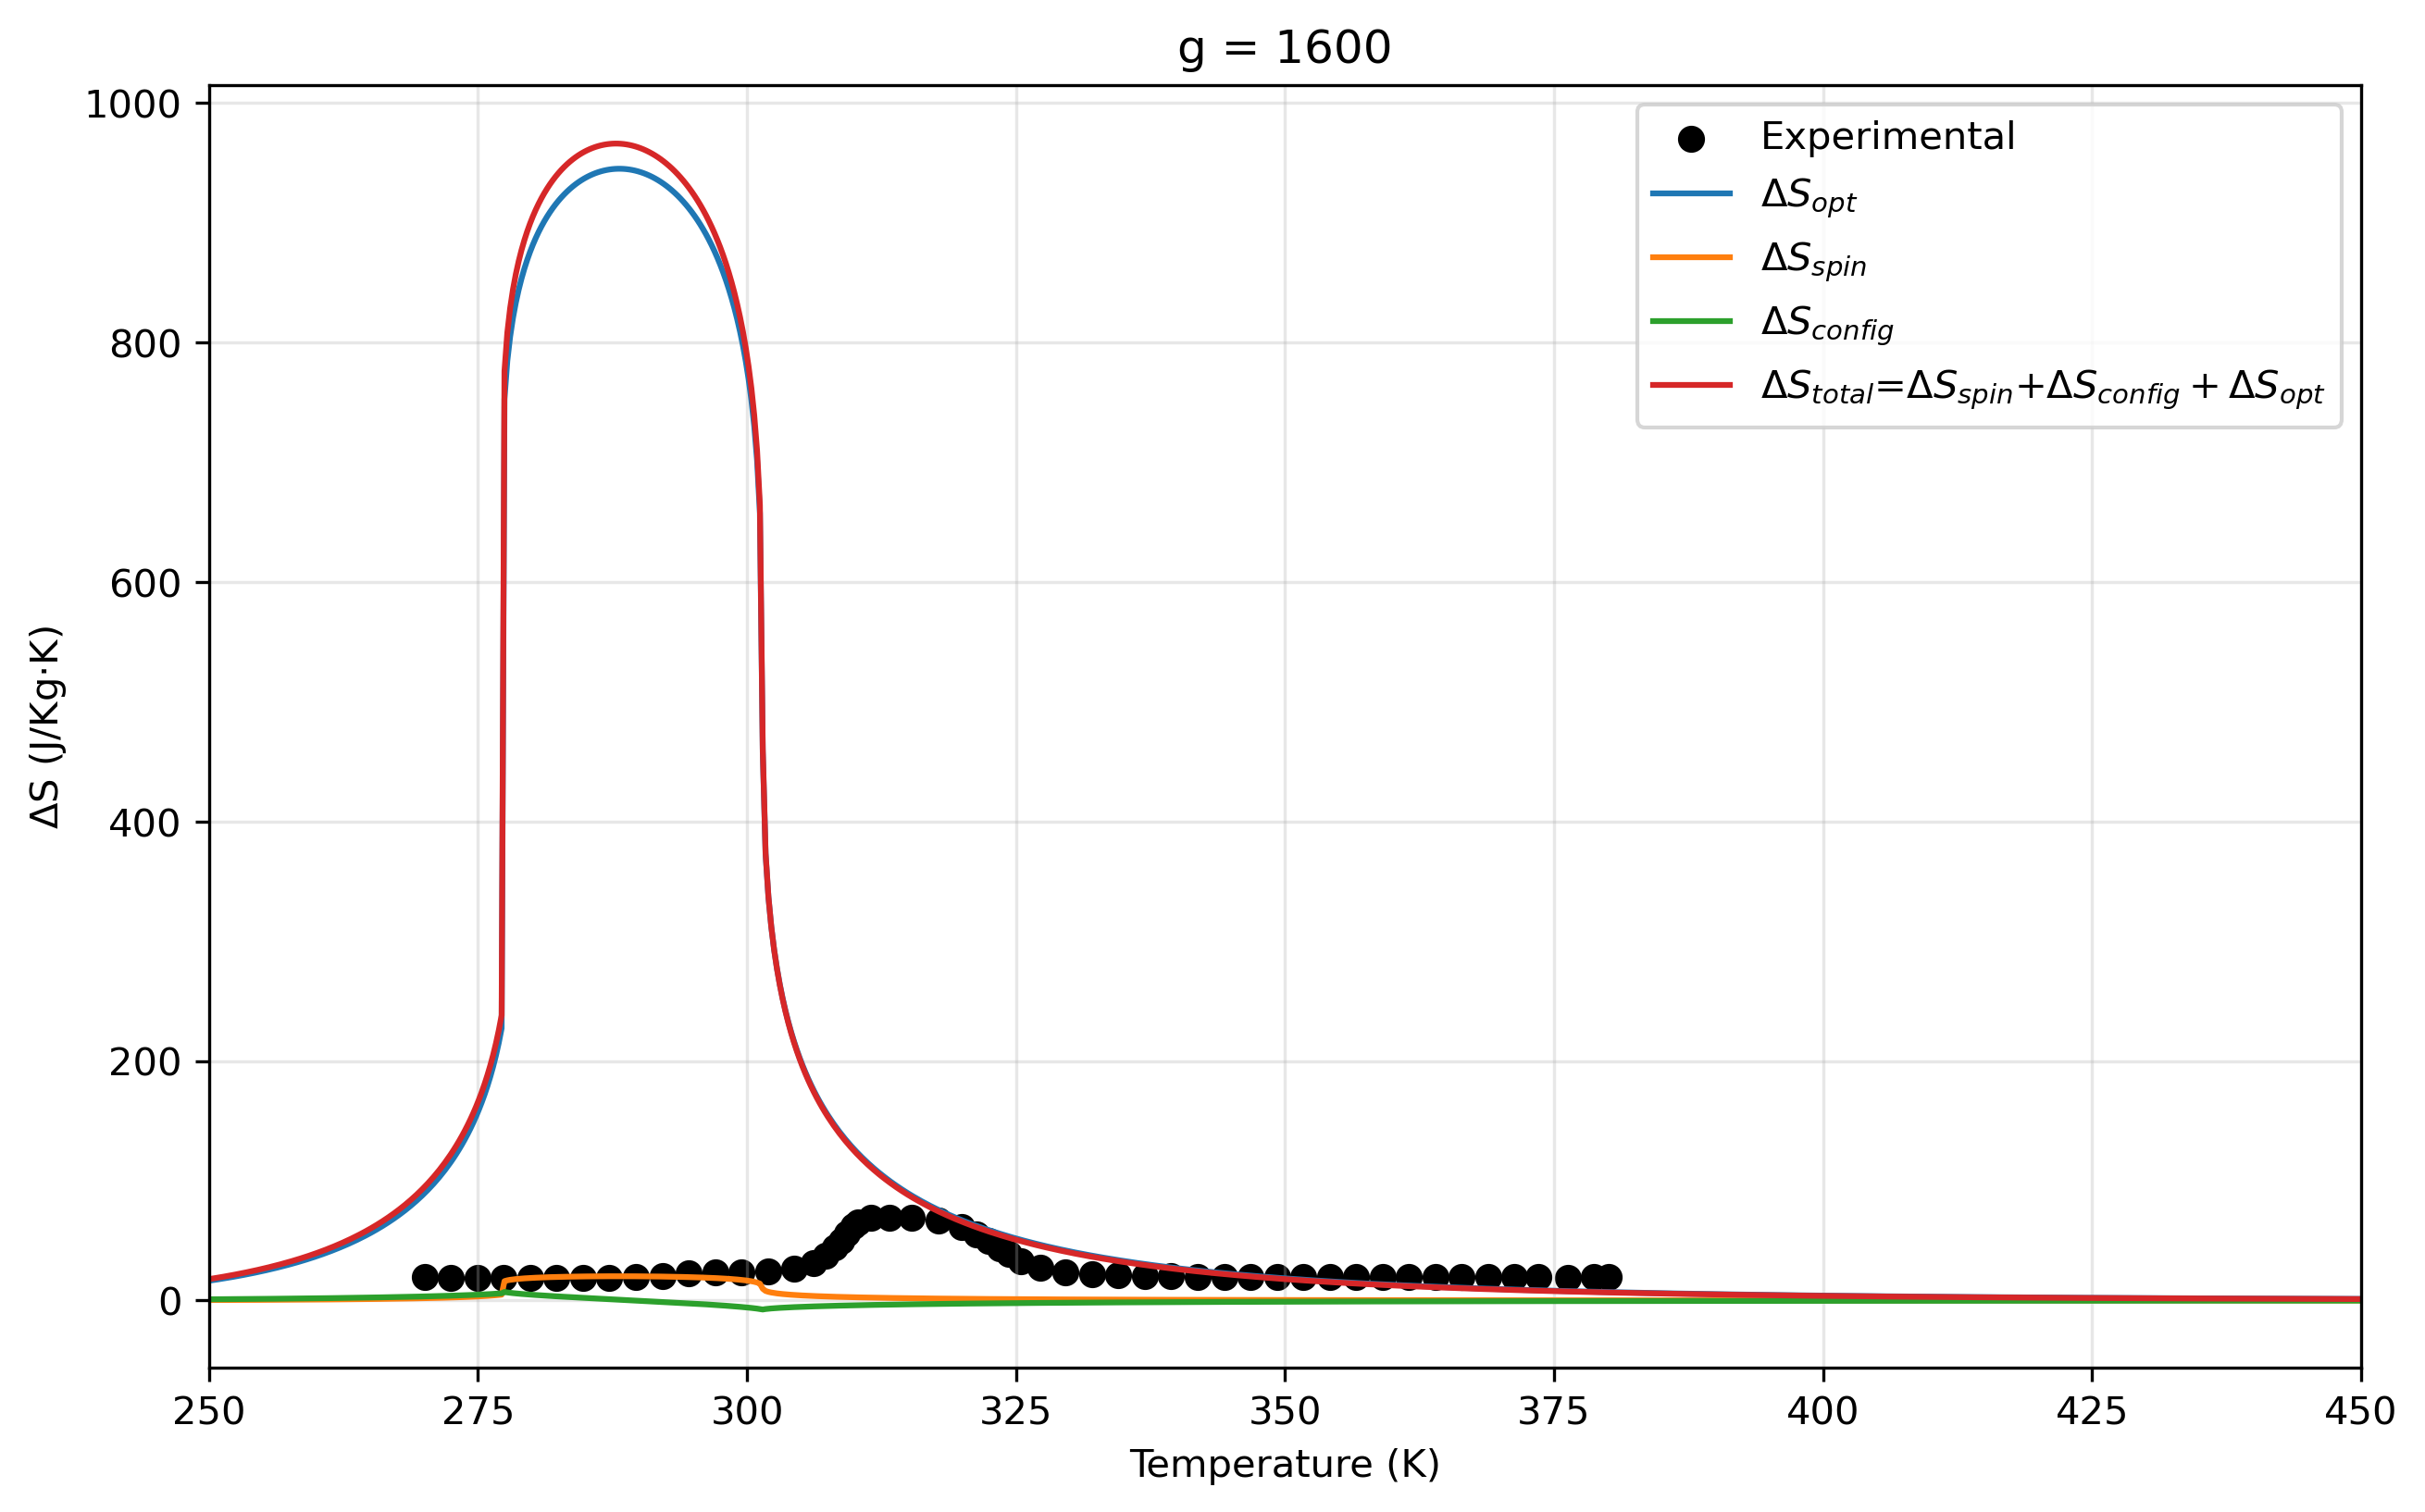 g = 1600
1000
800
600
400
200
0
ΔS (J/Kg·K)
Experimental
ΔS_opt
ΔS_spin
ΔS_config
ΔS_total=ΔS_spin+ΔS_config + ΔS_opt
250 275 300 325 350 375 400 425 450
Temperature (K)